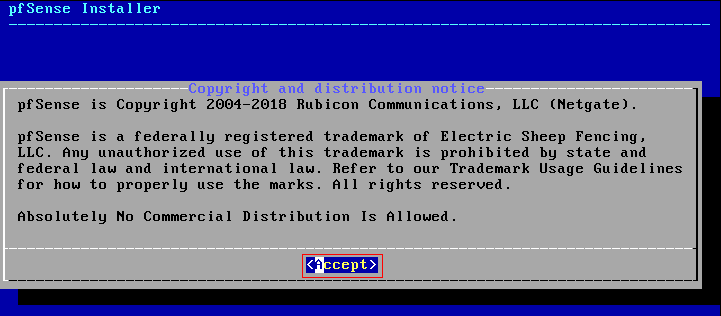 pfSense Installer
Copyright and distribution notice
pfSense is Copyright 2004-2018 Rubicon Communications, LLC (Netgate).
pfSense is a federally registered trademark of Electric Sheep Fencing,
LLC. Any unauthorized use of this trademark is prohibited by state and
federal law and international law. Refer to our Trademark Usage Guidelines
for how to properly use the marks. All rights reserved.
Absolutely No Commercial Distribution Is Allowed.
<Accept>